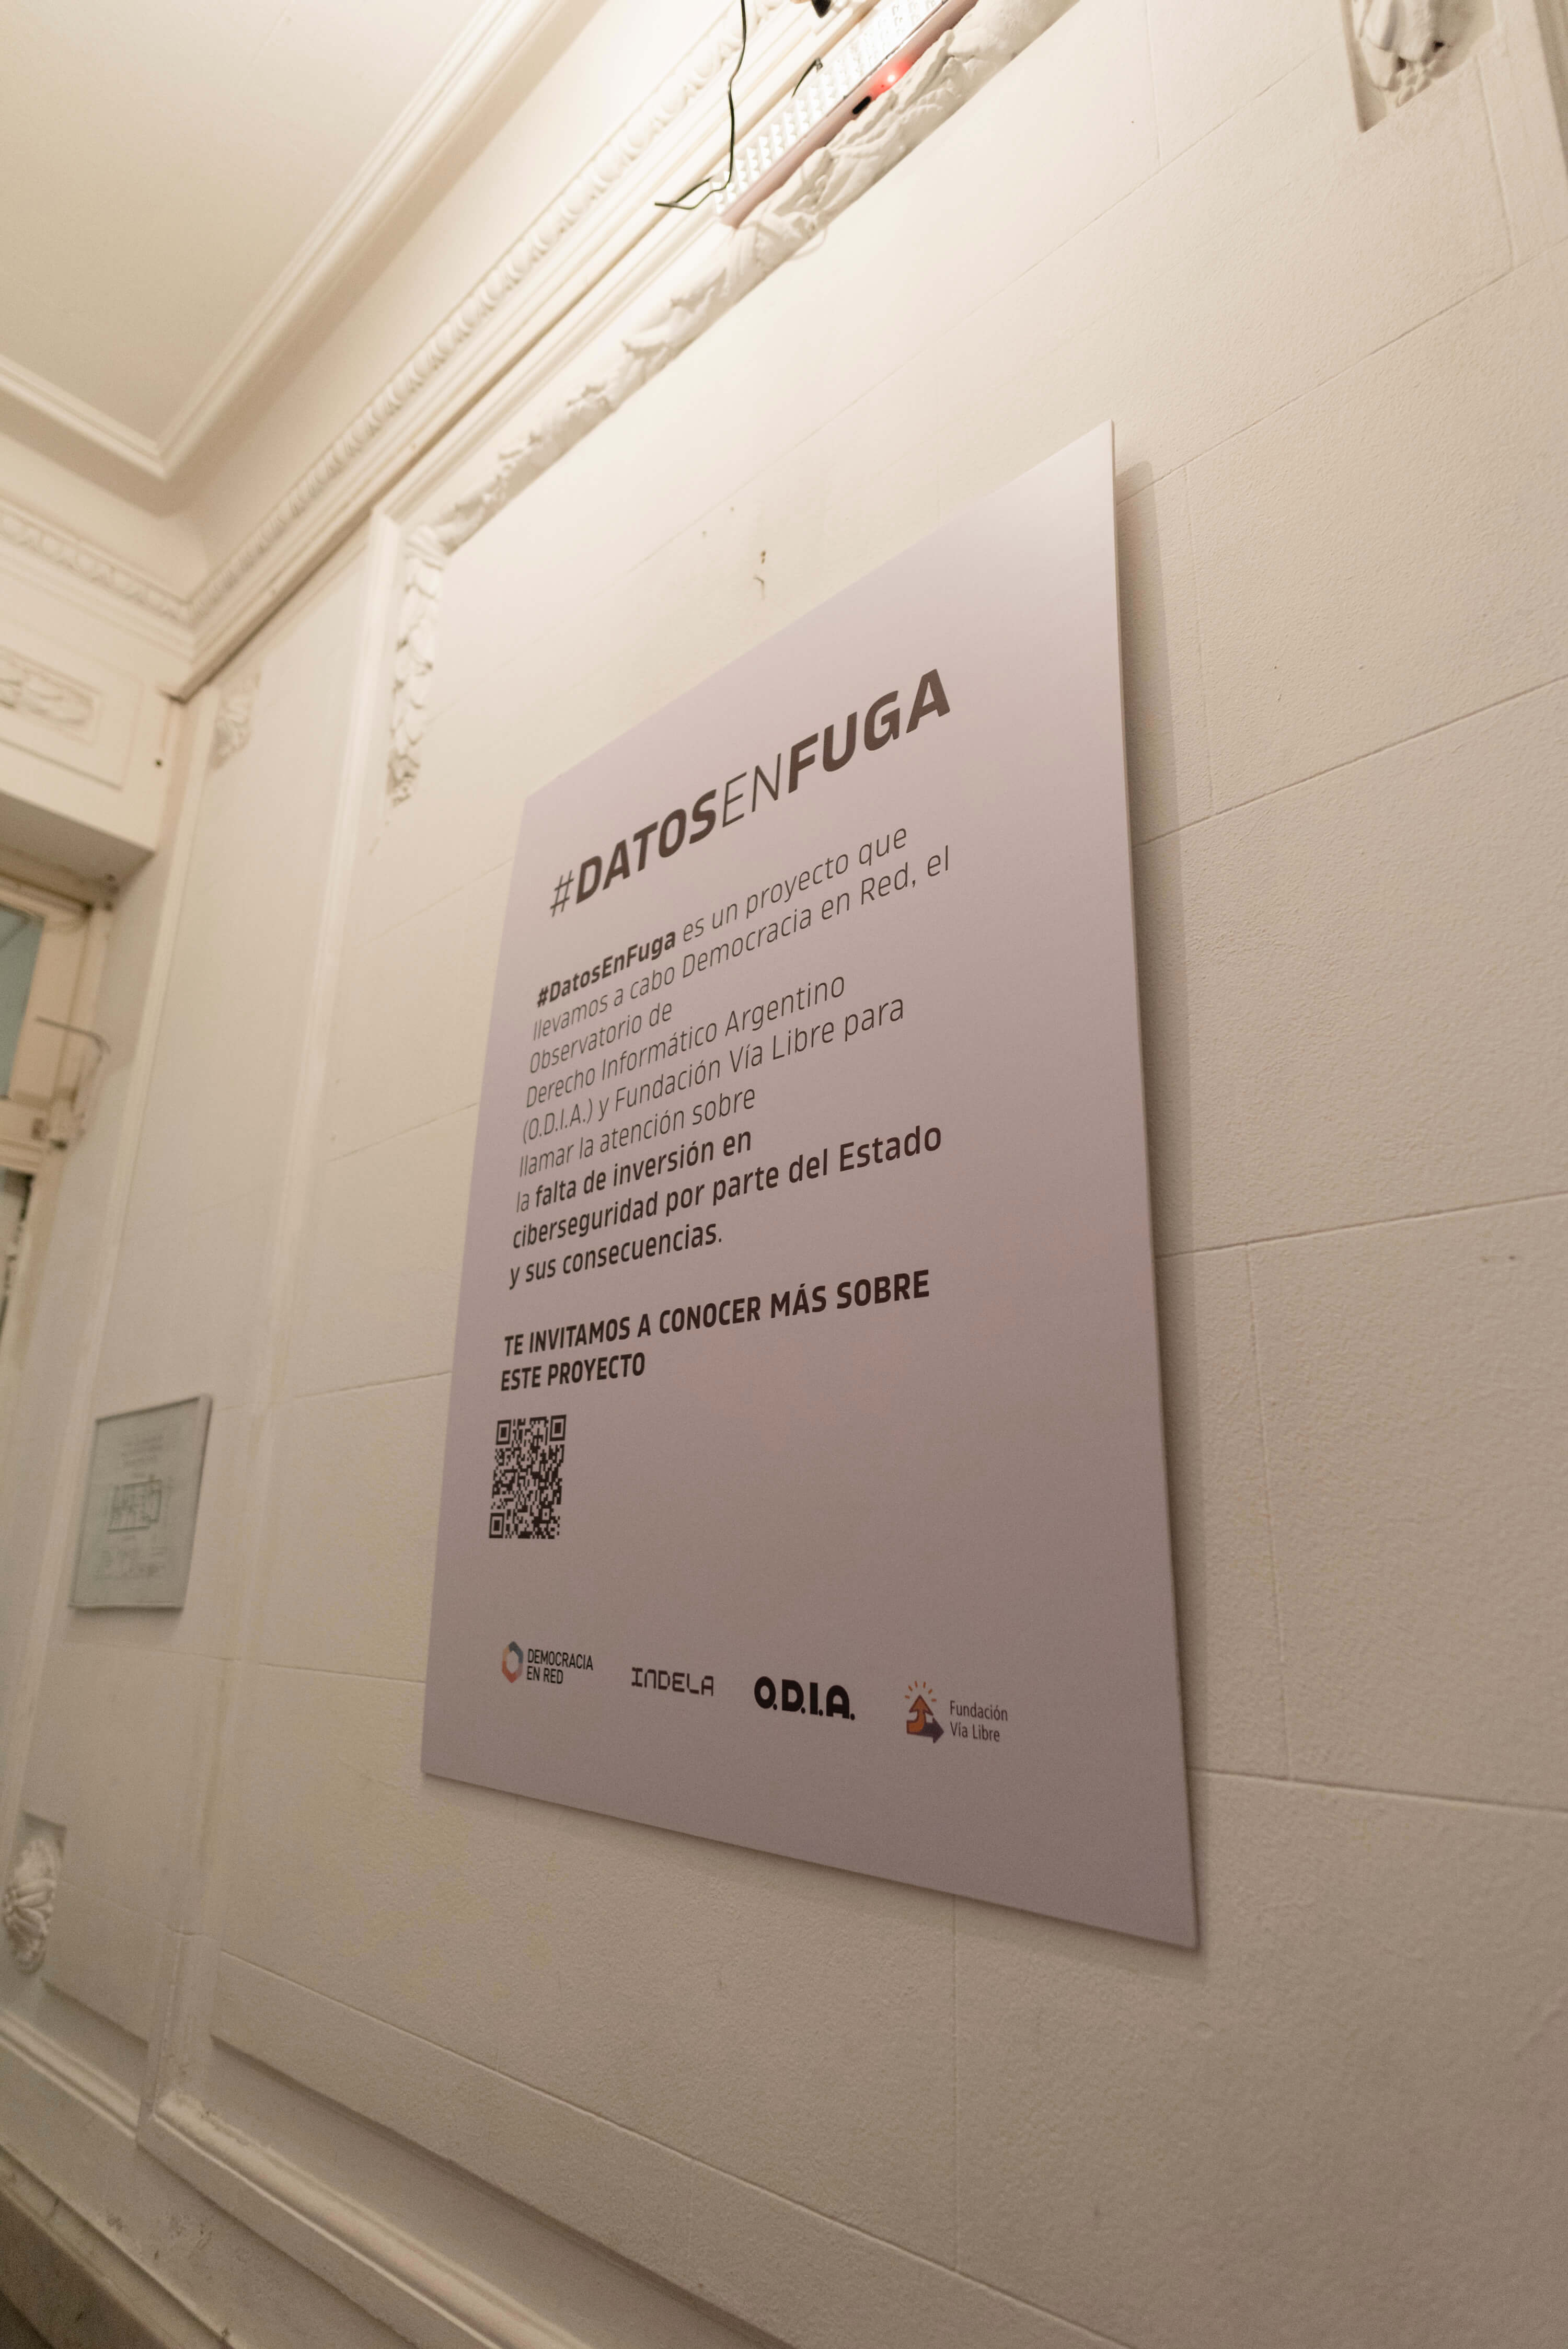 #DATOSENFUGA
#DatosEnFuga es un proyecto que
llevamos a cabo Democracia en Red, el
Observatorio de
Derecho Informático Argentino
(O.D.I.A.) y Fundación Vía Libre para
llamar la atención sobre
la falta de inversión en
ciberseguridad por parte del Estado
y sus consecuencias.
TE INVITAMOS A CONOCER MÁS SOBRE
ESTE PROYECTO
DEMOCRACIA
EN RED
INDELA
O.D.I.A.
Fundación
Vía Libre